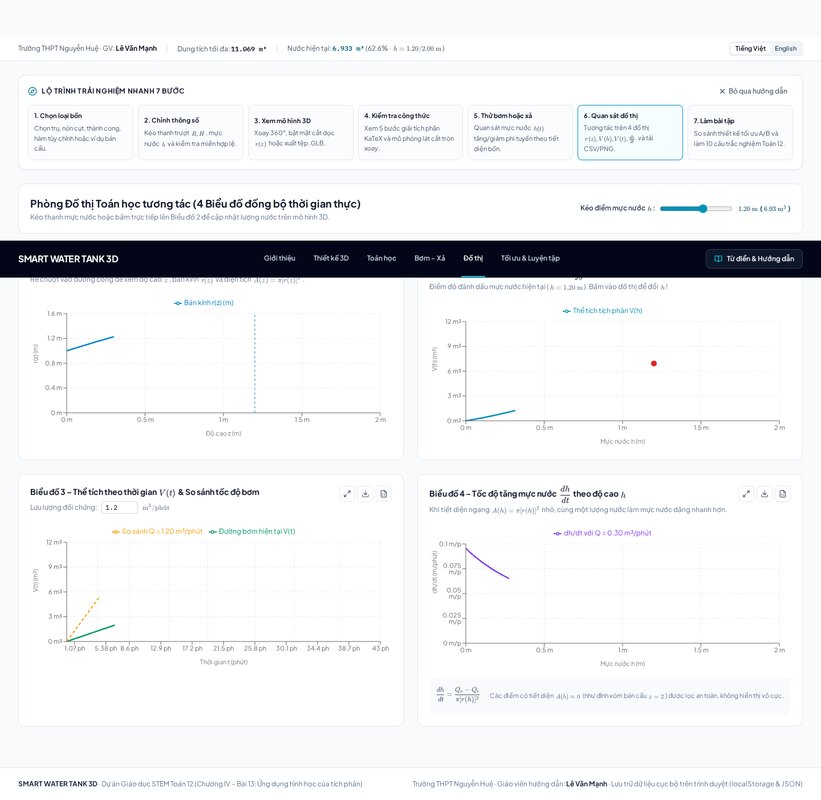 Trường THPT Nguyễn Huệ · GV: Lê Văn Mạnh
Dung tích tối đa: 11.069 m³
Nước hiện tại: 6.933 m³ (62.6% · h = 1.20/2.00 m)
Tiếng Việt English
LỘ TRÌNH TRẢI NGHIỆM NHANH 7 BƯỚC
Bỏ qua hướng dẫn
1. Chọn loại bồn
Chọn trụ, nón cụt, thành cong,
hàm tùy chỉnh hoặc ví dụ bán
cầu.
2. Chỉnh thông số
Kéo thanh trượt R, H, mực
nước h và kiểm tra miền hợp lệ.
3. Xem mô hình 3D
Xoay 360°, bật mặt cắt dọc
r(z) hoặc xuất tệp .GLB.
4. Kiểm tra công thức
Xem 5 bước giải tích phân
KaTeX và mô phỏng lát cắt tròn
xoay.
5. Thử bơm hoặc xả
Quan sát mực nước h(t)
tăng/giảm phi tuyến theo tiết
diện bồn.
6. Quan sát đồ thị
Tương tác trên 4 đồ thị
r(z), V(h), V(t), dh/dt và tải
CSV/PNG.
7. Làm bài tập
So sánh thiết kế tối ưu A/B và
làm 10 câu trắc nghiệm Toán 12.
Phòng Đồ thị Toán học tương tác (4 Biểu đồ đồng bộ thời gian thực)
Kéo thanh mực nước hoặc bấm trực tiếp lên Biểu đồ 2 để cập nhật lượng nước trên mô hình 3D.
Kéo điểm mực nước h: 1.20 m (6.93 m³)
SMART WATER TANK 3D
Giới thiệu Thiết kế 3D Toán học Bơm – Xả Đồ thị Tối ưu & Luyện tập
Từ điển & Hướng dẫn
Rê chuột vào đường cong để xem độ cao z, bán kính r(z) và diện tích A(z) = π[r(z)]².
Bán kính r(z) (m)
r(z) (m)
1.6 m
1.2 m
0.8 m
0.4 m
0 m
0 m 0.5 m 1 m 1.5 m 2 m
Độ cao z (m)
Điểm đỏ đánh dấu mực nước hiện tại (h = 1.20 m). Bấm vào đồ thị để đổi h!
Thể tích tích phân V(h)
V(h) (m³)
12 m³
9 m³
6 m³
3 m³
0 m³
0 m 0.5 m 1 m 1.5 m 2 m
Mực nước h (m)
Biểu đồ 3 – Thể tích theo thời gian V(t) & So sánh tốc độ bơm
Lưu lượng đối chứng: 1.2 m³/phút
So sánh Q = 1.20 m³/phút Đường bơm hiện tại V(t)
V(t) (m³)
12 m³
9 m³
6 m³
3 m³
0 m³
1.07 ph 5.38 ph 8.6 ph 12.9 ph 17.2 ph 21.5 ph 25.8 ph 30.1 ph 34.4 ph 38.7 ph 43 ph
Thời gian t (phút)
Biểu đồ 4 – Tốc độ tăng mực nước dh/dt theo độ cao h
Khi tiết diện ngang A(h) = π[r(h)]² nhỏ, cùng một lượng nước làm mực nước dâng nhanh hơn.
dh/dt với Q = 0.30 m³/phút
dh/dt (m/phút)
0.1 m/p
0.075
m/p
0.05
m/p
0.025
m/p
0 m/p
0 m 0.5 m 1 m 1.5 m 2 m
Mực nước h (m)
Các điểm có tiết diện A(h) = 0 (như đỉnh vòm bán cầu z = 2) được lọc an toàn, không hiển thị vô cực.
SMART WATER TANK 3D · Dự án Giáo dục STEM Toán 12 (Chương IV – Bài 13: Ứng dụng hình học của tích phân)
Trường THPT Nguyễn Huệ · Giáo viên hướng dẫn: Lê Văn Mạnh · Lưu trữ dữ liệu cục bộ trên trình duyệt (localStorage & JSON)